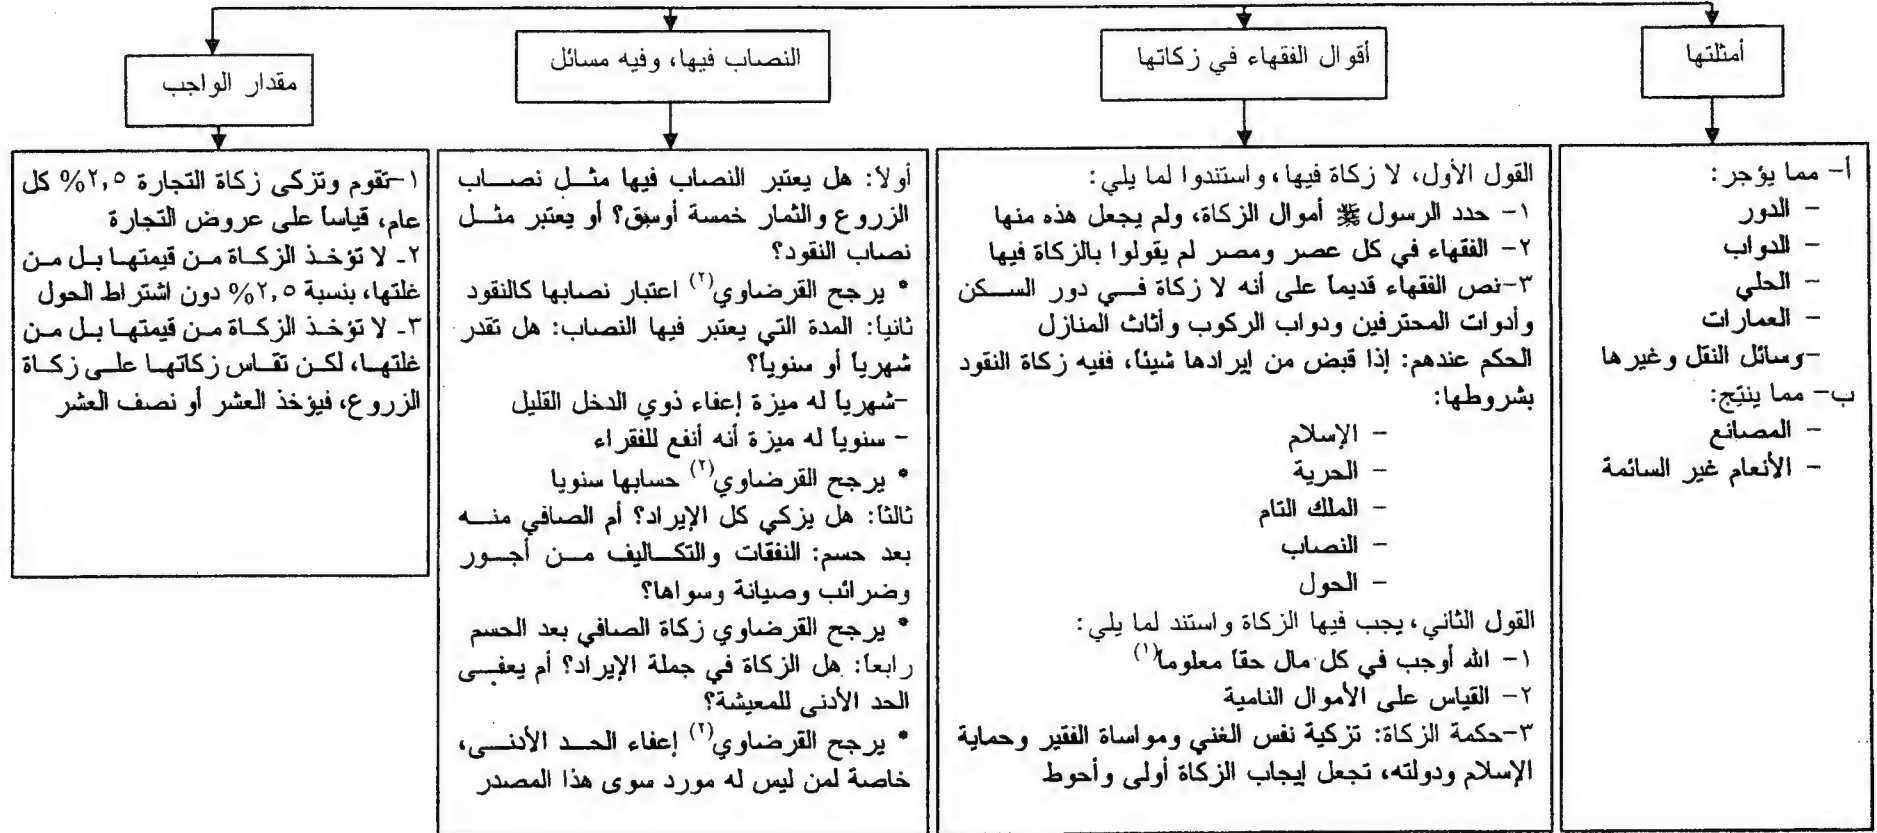 أمثلتها
أ- مما يؤجر:
- الدور
- الدواب
- الحلي
- العمارات
-وسائل النقل وغيرها
ب- مما ينتج:
- المصانع
- الأنعام غير السائمة
أقوال الفقهاء في زكاتها
القول الأول، لا زكاة فيها، واستندوا لما يلي:
١- حدد الرسول ﷺ أموال الزكاة، ولم يجعل هذه منها
٢- الفقهاء في كل عصر ومصر لم يقولوا بالزكاة فيها
٣-نص الفقهاء قديماً على أنه لا زكاة في دور السكن
وأدوات المحترفين ودواب الركوب وأثاث المنازل
الحكم عندهم: إذا قبض من إيرادها شيئاً، ففيه زكاة النقود
بشروطها:
- الإسلام
- الحرية
- الملك التام
- النصاب
- الحول
القول الثاني، يجب فيها الزكاة واستند لما يلي:
١- الله أوجب في كل مال حقاً معلوماً(١)
٢- القياس على الأموال النامية
٣-حكمة الزكاة: تزكية نفس الغني ومواساة الفقير وحماية
الإسلام ودولته، تجعل إيجاب الزكاة أولى وأحوط
النصاب فيها، وفيه مسائل
أولاً: هل يعتبر النصاب فيها مثل نصاب
الزروع والثمار خمسة أوسق؟ أو يعتبر مثل
نصاب النقود؟
* يرجح القرضاوي(٢) اعتبار نصابها كالنقود
ثانياً: المدة التي يعتبر فيها النصاب: هل تقدر
شهرياً أو سنوياً؟
-شهرياً له ميزة إعفاء ذوي الدخل القليل
- سنوياً له ميزة أنه أنفع للفقراء
* يرجح القرضاوي(٢) حسابها سنويا
ثالثاً: هل يزكي كل الإيراد؟ أم الصافي منه
بعد حسم: النفقات والتكاليف من أجور
وضرائب وصيانة وسواها؟
* يرجح القرضاوي زكاة الصافي بعد الحسم
رابعاً: هل الزكاة في جملة الإيراد؟ أم يعفى
الحد الأدنى للمعيشة؟
* يرجح القرضاوي(٢) إعفاء الحد الأدنى،
خاصة لمن ليس له مورد سوى هذا المصدر
مقدار الواجب
١-تقوم وتزكى زكاة التجارة ٢,٥% كل
عام، قياساً على عروض التجارة
٢- لا تؤخذ الزكاة من قيمتها بل من
غلتها، بنسبة ٢,٥% دون اشتراط الحول
٣- لا تؤخذ الزكاة من قيمتها بل من
غلتها، لكن تقاس زكاتها على زكاة
الزروع، فيؤخذ العشر أو نصف العشر